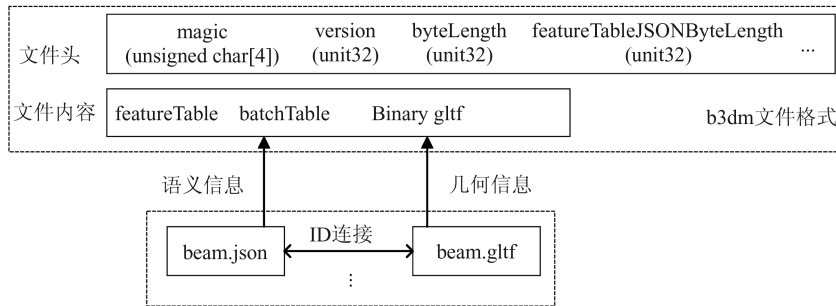 magic version byteLength featureTableJSONByteLength
文件头 (unsigned char[4]) (unit32) (unit32) (unit32) ...
文件内容 featureTable batchTable Binary gltf b3dm文件格式
语义信息 几何信息
ID连接
beam.json beam.gltf
⋮